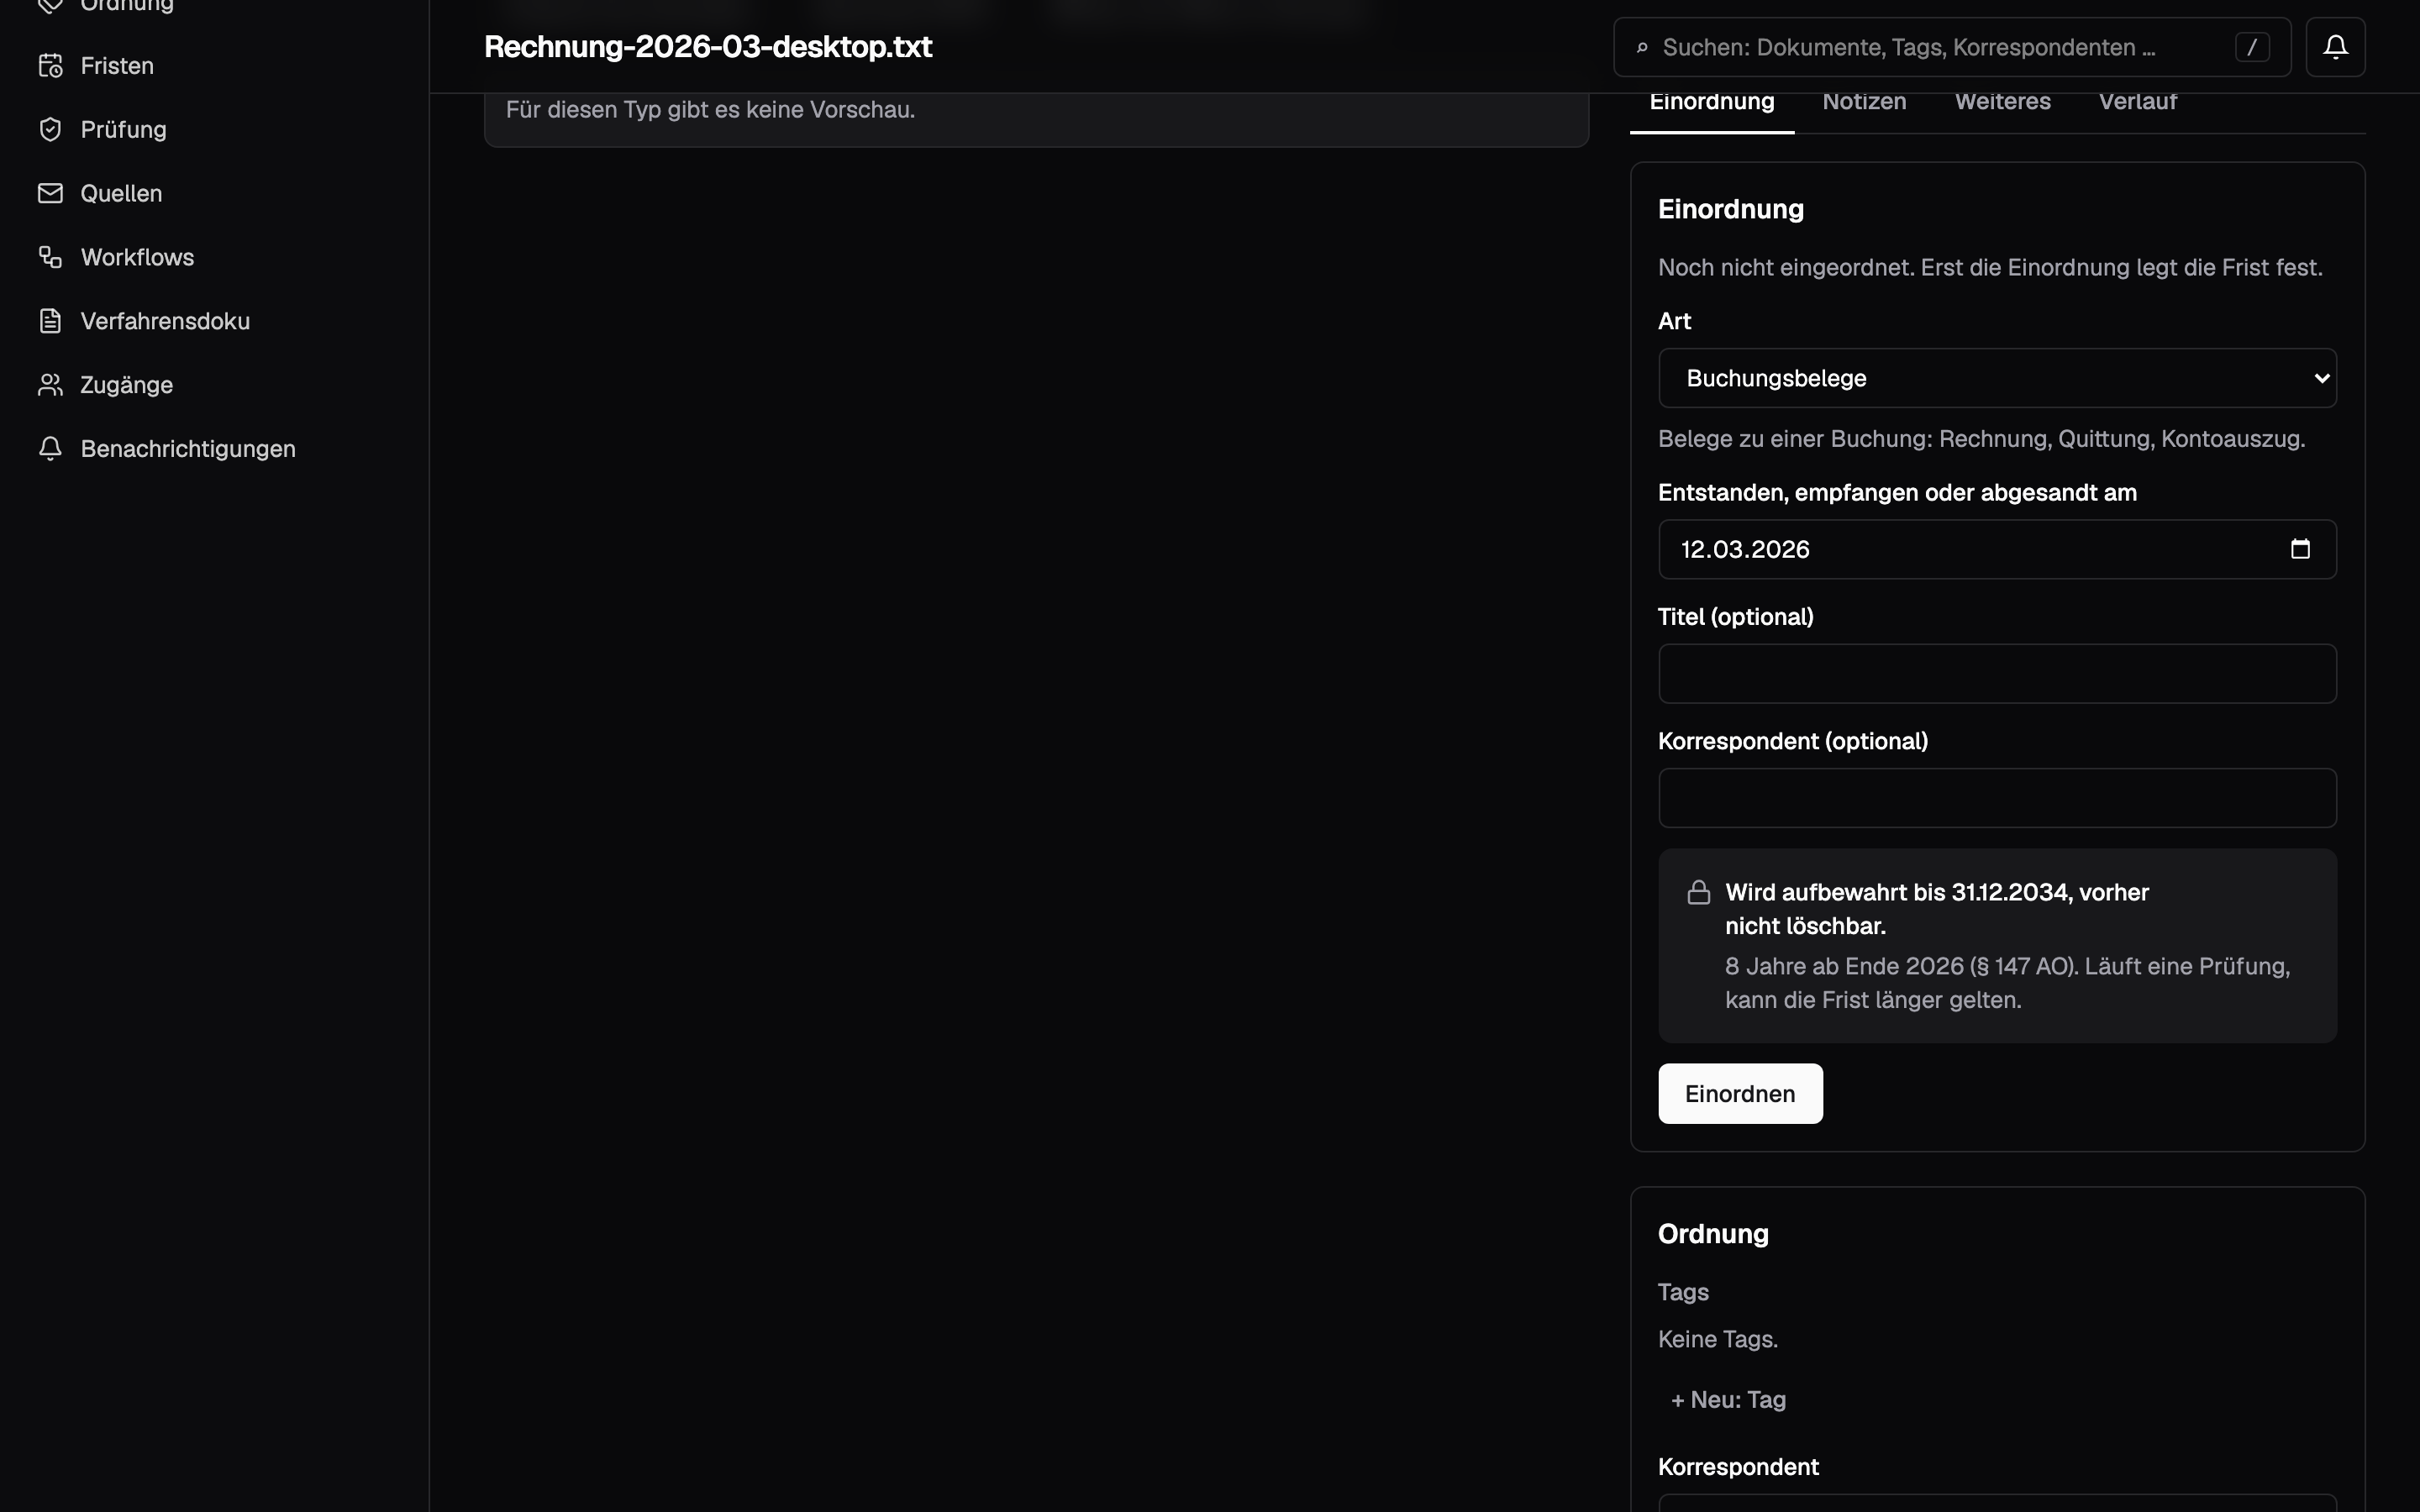 Ordnung
Fristen
Prüfung
Quellen
Workflows
Verfahrensdoku
Zugänge
Benachrichtigungen
Rechnung-2026-03-desktop.txt
Suchen: Dokumente, Tags, Korrespondenten …
/
Für diesen Typ gibt es keine Vorschau.
Einordnung
Notizen
Weiteres
Verlauf
Einordnung
Noch nicht eingeordnet. Erst die Einordnung legt die Frist fest.
Art
Buchungsbelege
Belege zu einer Buchung: Rechnung, Quittung, Kontoauszug.
Entstanden, empfangen oder abgesandt am
12.03.2026
Titel (optional)
Korrespondent (optional)
Wird aufbewahrt bis 31.12.2034, vorher
nicht löschbar.
8 Jahre ab Ende 2026 (§ 147 AO). Läuft eine Prüfung,
kann die Frist länger gelten.
Einordnen
Ordnung
Tags
Keine Tags.
+ Neu: Tag
Korrespondent